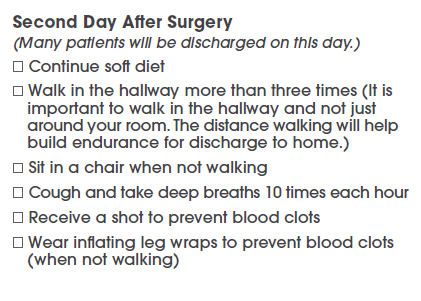 Second Day After Surgery
(Many patients will be discharged on this day.)
☐ Continue soft diet
☐ Walk in the hallway more than three times (It is
important to walk in the hallway and not just
around your room. The distance walking will help
build endurance for discharge to home.)
☐ Sit in a chair when not walking
☐ Cough and take deep breaths 10 times each hour
☐ Receive a shot to prevent blood clots
☐ Wear inflating leg wraps to prevent blood clots
(when not walking)